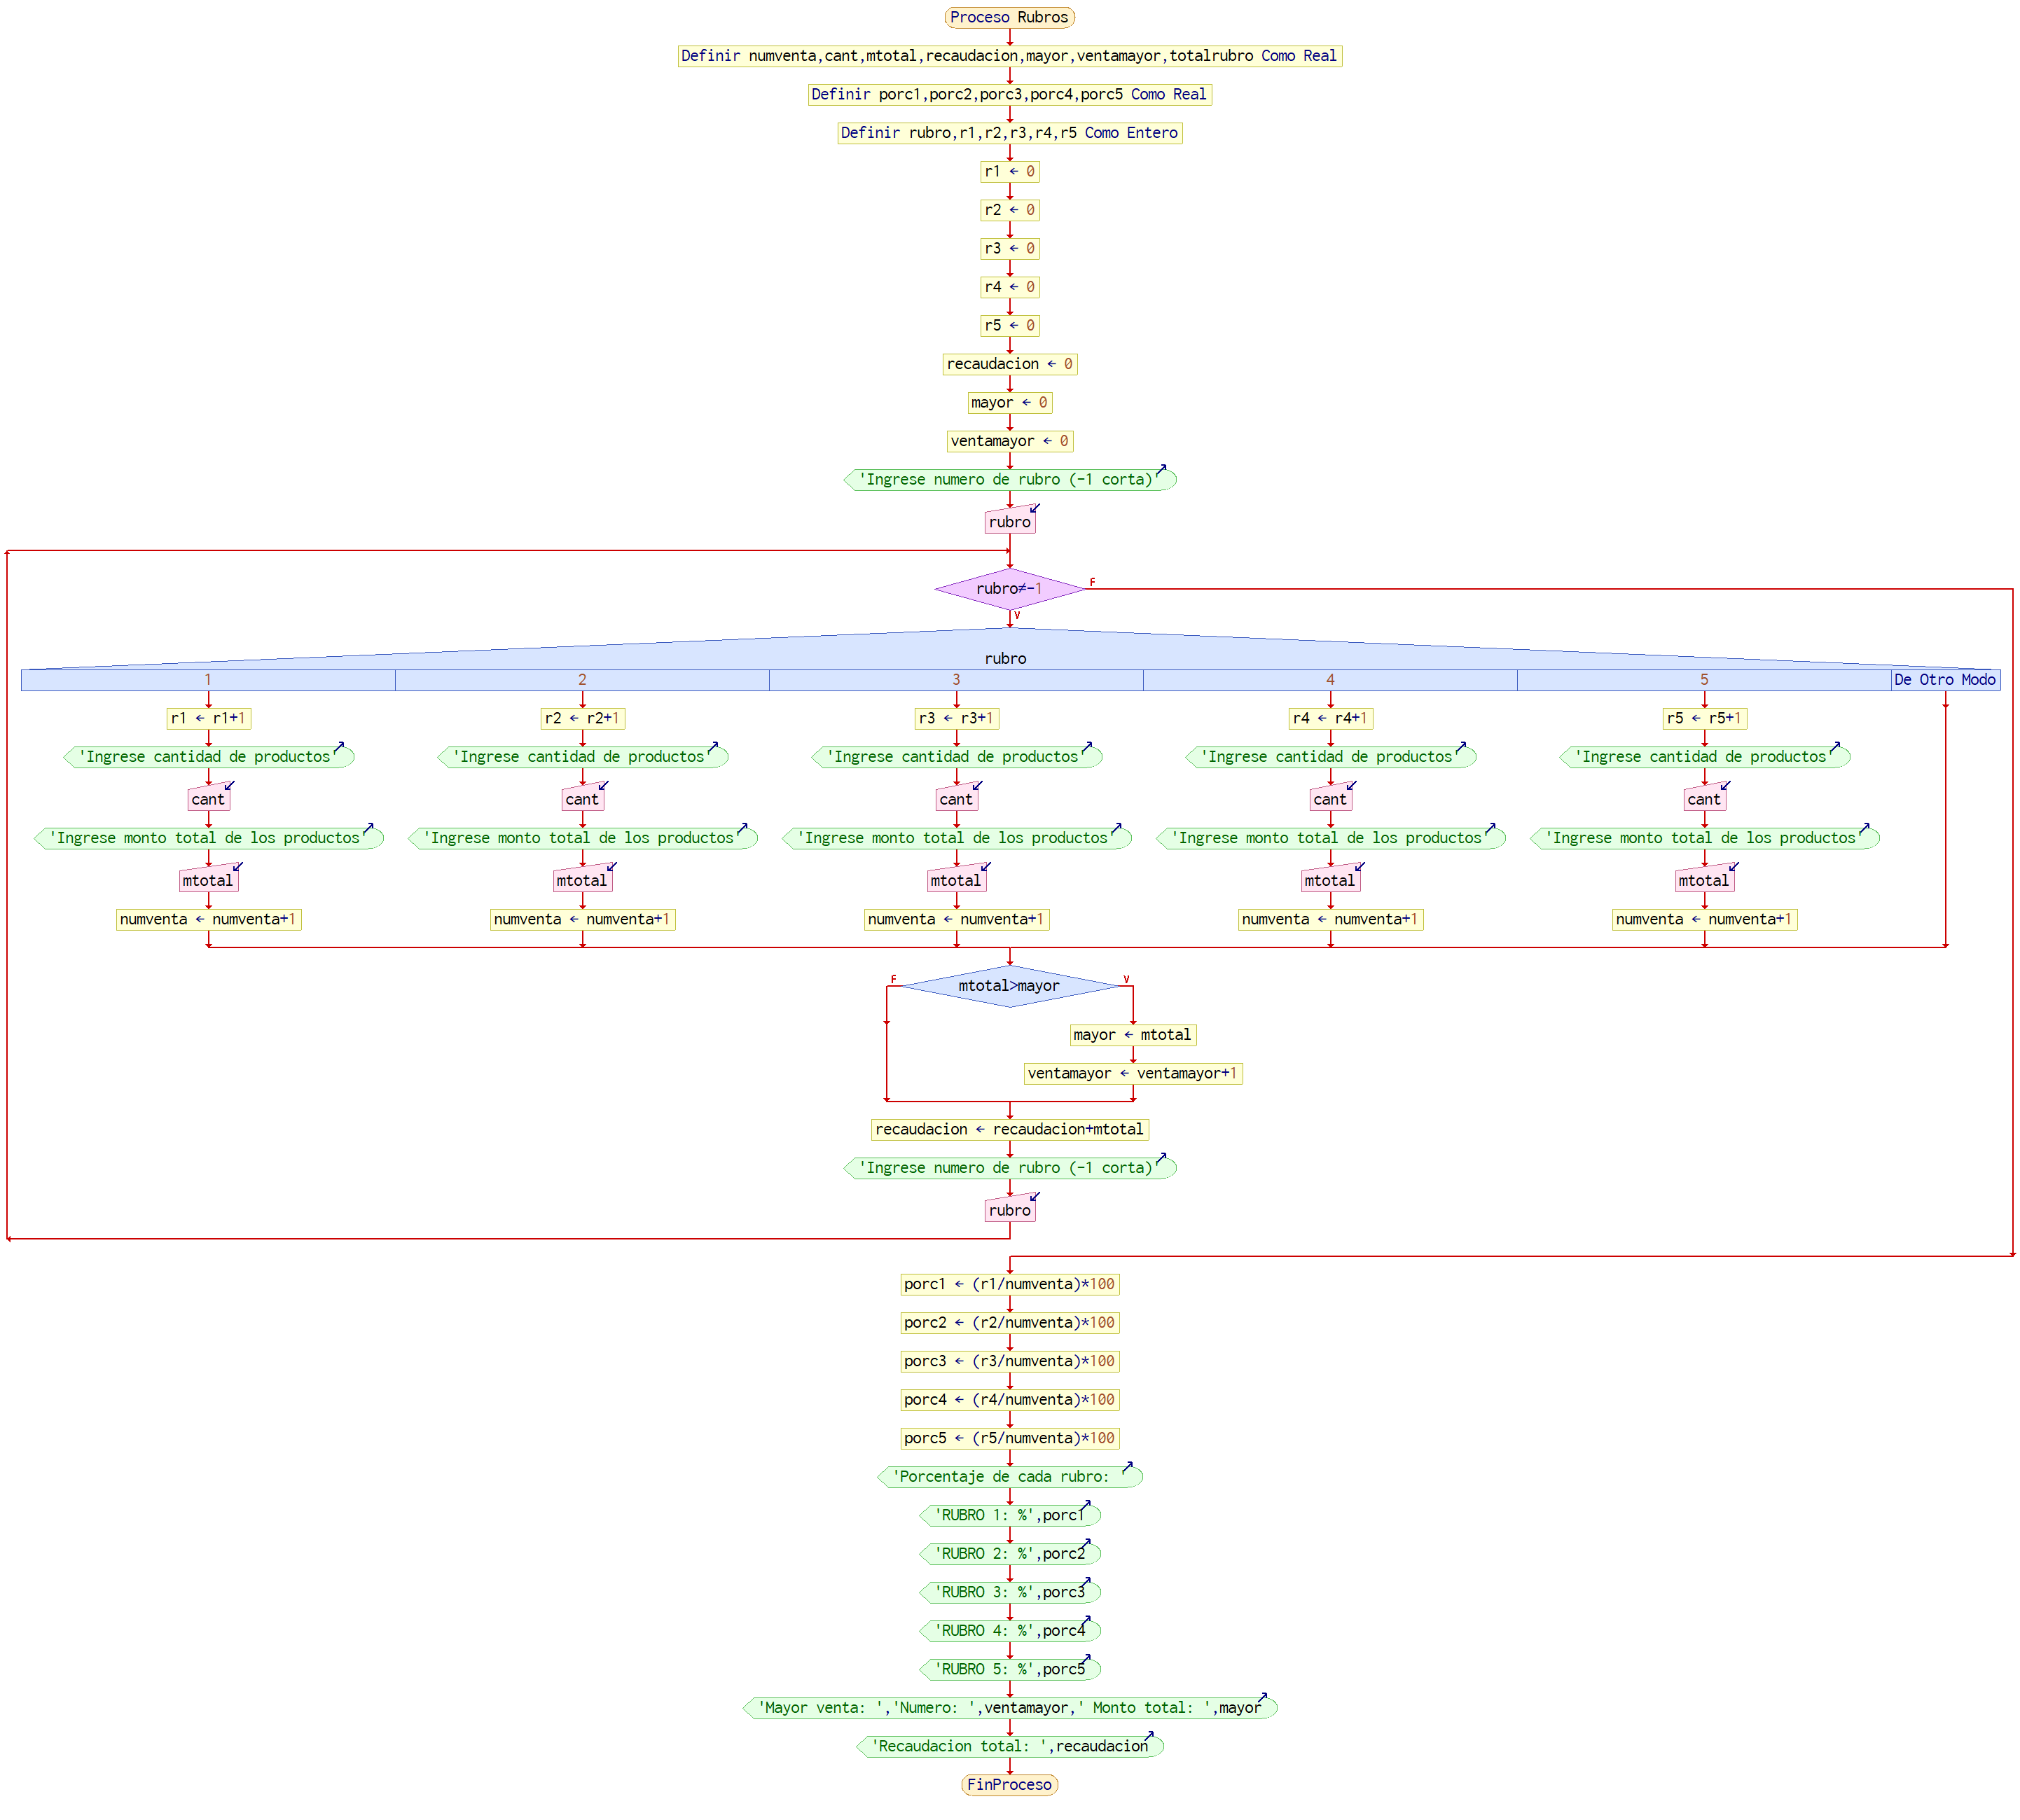 Proceso Rubros
Definir numventa,cant,mtotal,recaudacion,mayor,ventamayor,totalrubro Como Real
Definir porc1,porc2,porc3,porc4,porc5 Como Real
Definir rubro,r1,r2,r3,r4,r5 Como Entero
r1 ← 0
r2 ← 0
r3 ← 0
r4 ← 0
r5 ← 0
recaudacion ← 0
mayor ← 0
ventamayor ← 0
'Ingrese numero de rubro (-1 corta)'
rubro
rubro≠-1
F
V
rubro
1 2 3 4 5 De Otro Modo
r1 ← r1+1 r2 ← r2+1 r3 ← r3+1 r4 ← r4+1 r5 ← r5+1
'Ingrese cantidad de productos' 'Ingrese cantidad de productos' 'Ingrese cantidad de productos' 'Ingrese cantidad de productos' 'Ingrese cantidad de productos'
cant cant cant cant cant
'Ingrese monto total de los productos' 'Ingrese monto total de los productos' 'Ingrese monto total de los productos' 'Ingrese monto total de los productos' 'Ingrese monto total de los productos'
mtotal mtotal mtotal mtotal mtotal
numventa ← numventa+1 numventa ← numventa+1 numventa ← numventa+1 numventa ← numventa+1 numventa ← numventa+1
F V
mtotal>mayor
mayor ← mtotal
ventamayor ← ventamayor+1
recaudacion ← recaudacion+mtotal
'Ingrese numero de rubro (-1 corta)'
rubro
porc1 ← (r1/numventa)*100
porc2 ← (r2/numventa)*100
porc3 ← (r3/numventa)*100
porc4 ← (r4/numventa)*100
porc5 ← (r5/numventa)*100
'Porcentaje de cada rubro: '
'RUBRO 1: %',porc1
'RUBRO 2: %',porc2
'RUBRO 3: %',porc3
'RUBRO 4: %',porc4
'RUBRO 5: %',porc5
'Mayor venta: ','Numero: ',ventamayor,' Monto total: ',mayor
'Recaudacion total: ',recaudacion
FinProceso